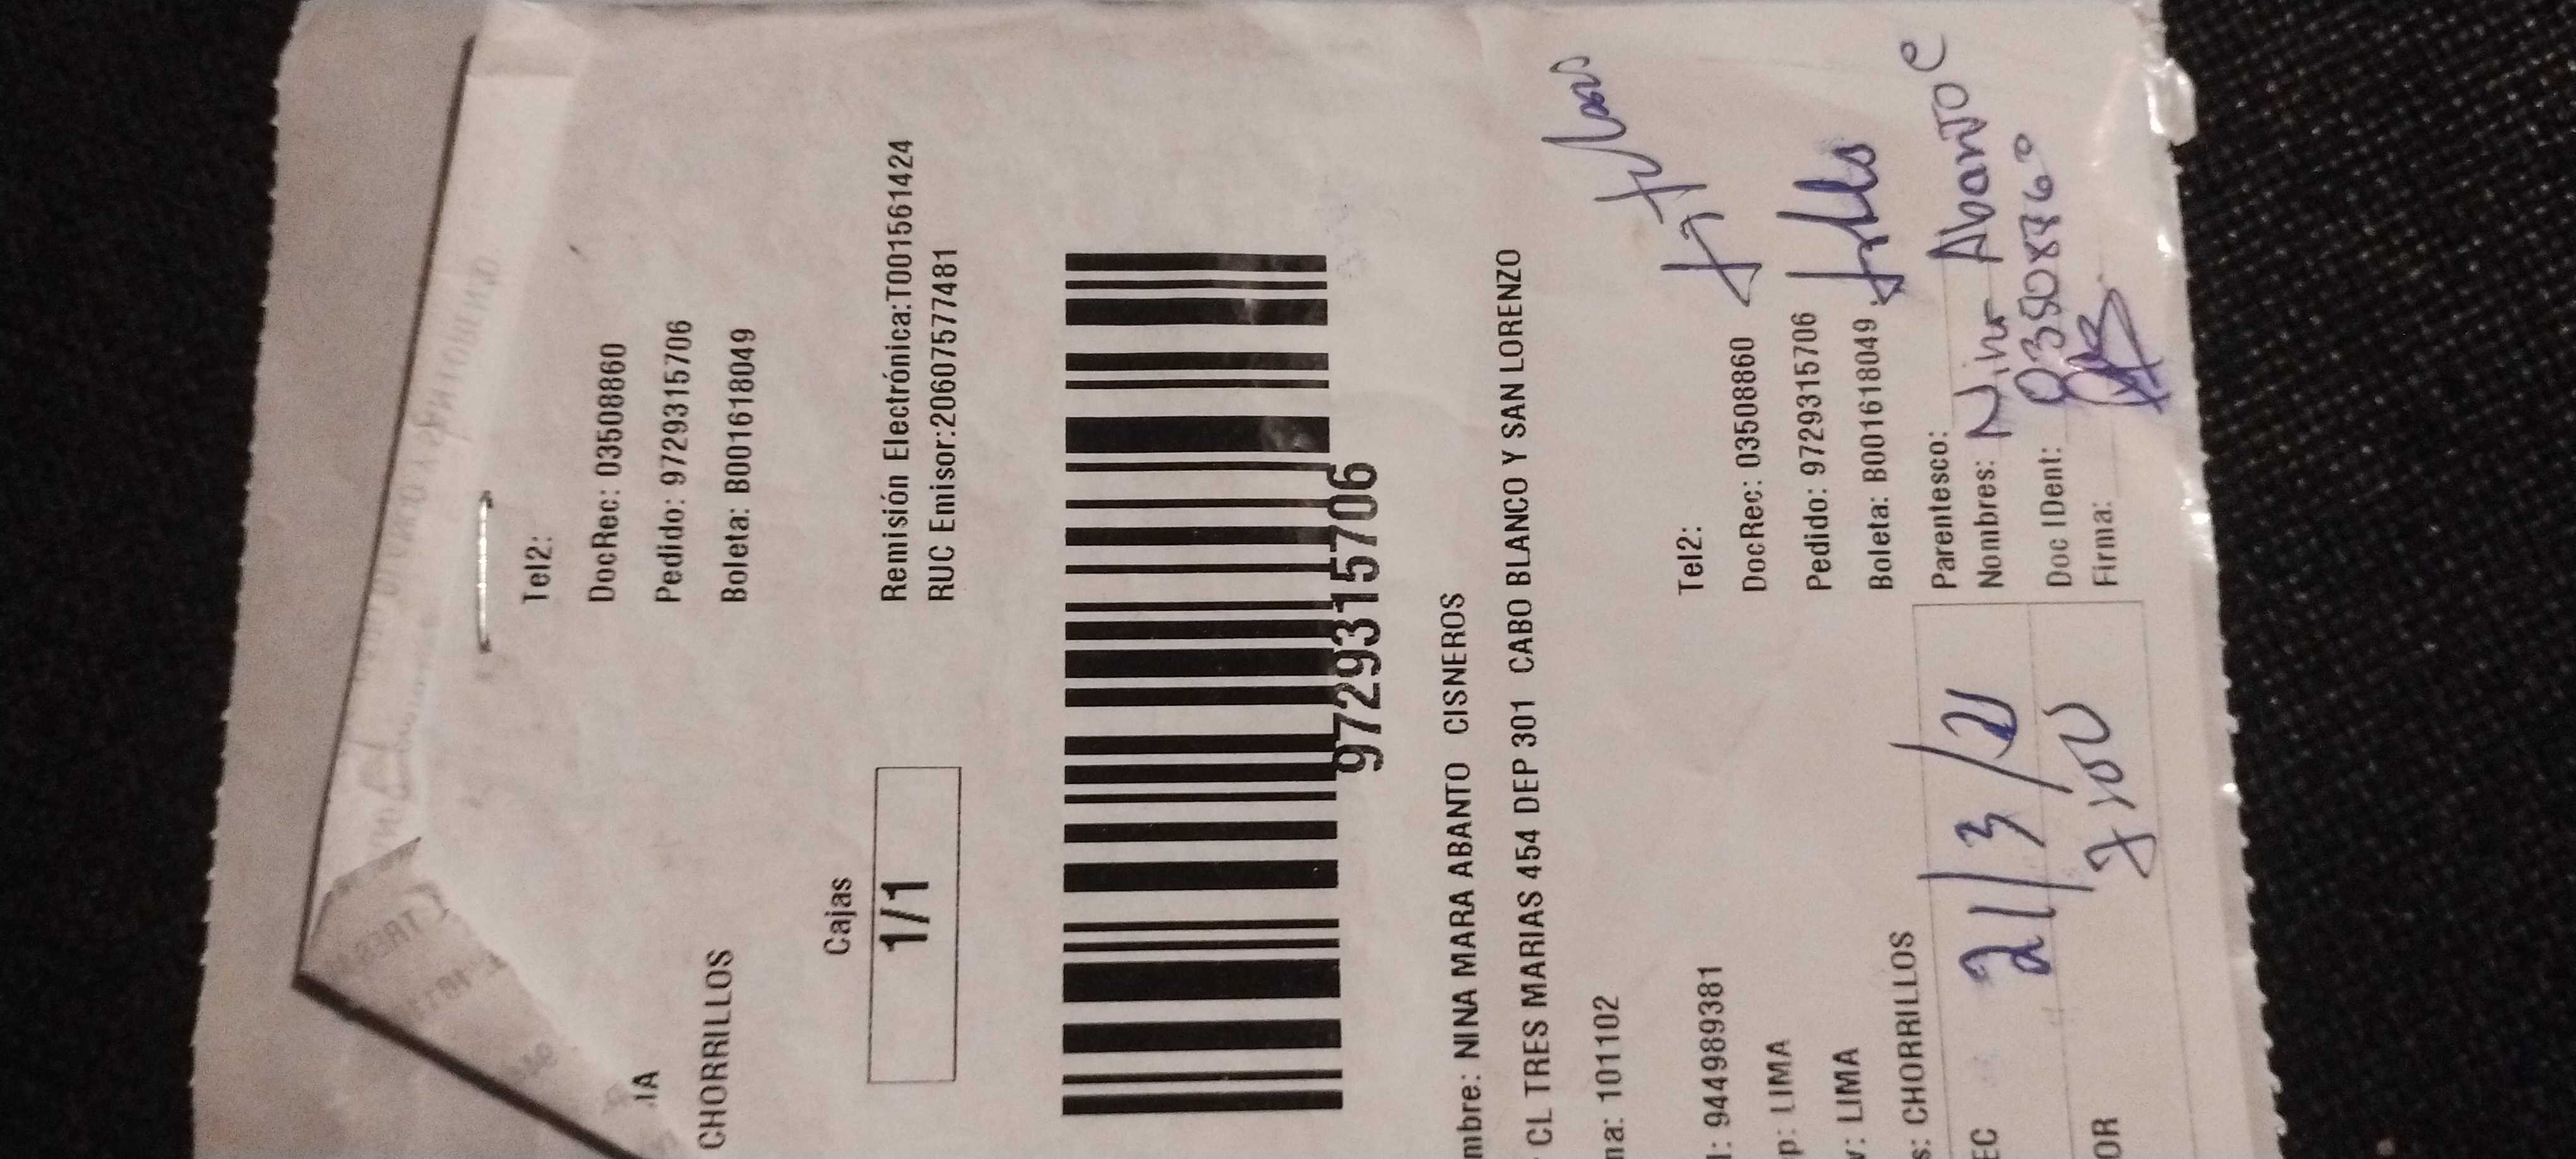 Tel2:
DocRec: 03508860
Pedido: 9729315706
CHORRILLOS
Boleta: B001618049
Cajas
1/1
Remisión Electrónica:T001561424
RUC Emisor:20607577481
9729315706
mbre: NINA MARA ABANTO CISNEROS
CL TRES MARIAS 454 DEP 301 CABO BLANCO Y SAN LORENZO
na: 101102
l: 944989381
Tel2:
p: LIMA
DocRec: 03508860
v: LIMA
Pedido: 9729315706
s: CHORRILLOS
Boleta: B001618049
EC
21/3/21
Parentesco:
Nombres: Nina Abanto C
OR
Doc IDent: 03508860
Firma: